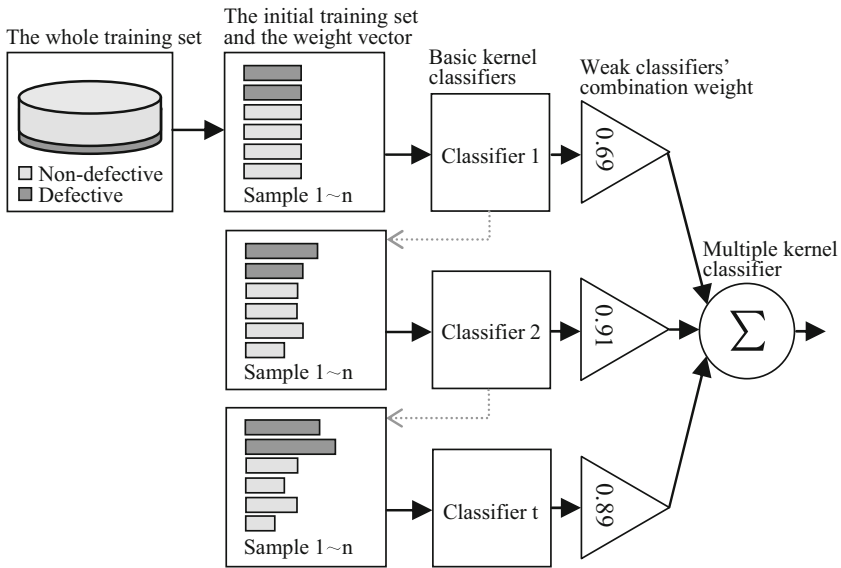 The whole training set
The initial training set
and the weight vector
Basic kernel
classifiers
Weak classifiers’
combination weight
Non-defective
Defective
Sample 1~n
Classifier 1
0.69
Sample 1~n
Classifier 2
0.91
Multiple kernel
classifier
Σ
Sample 1~n
Classifier t
0.89